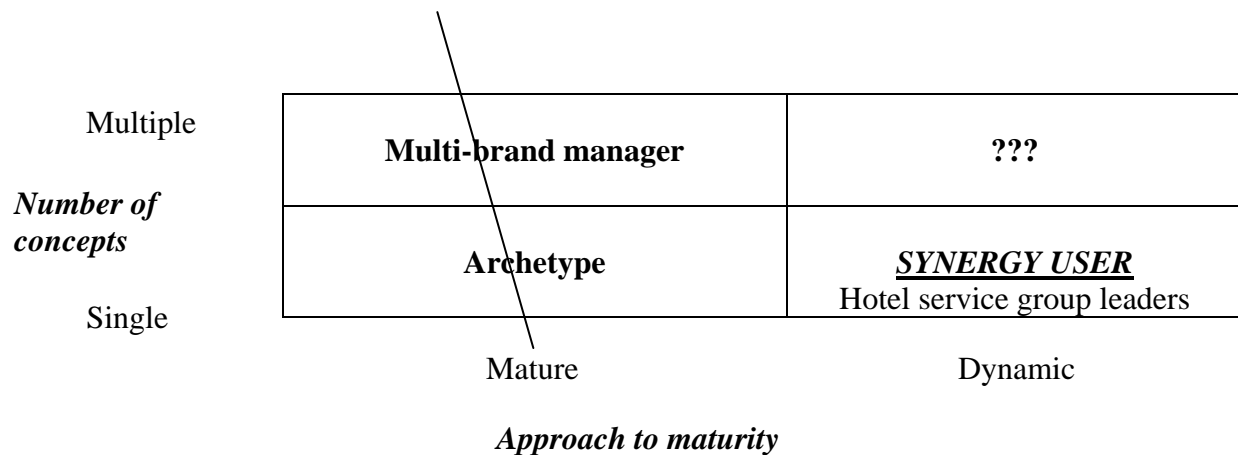 Multiple
Multi-brand manager
???
Number of
concepts
Archetype
SYNERGY USER
Hotel service group leaders
Single
Mature
Dynamic
Approach to maturity